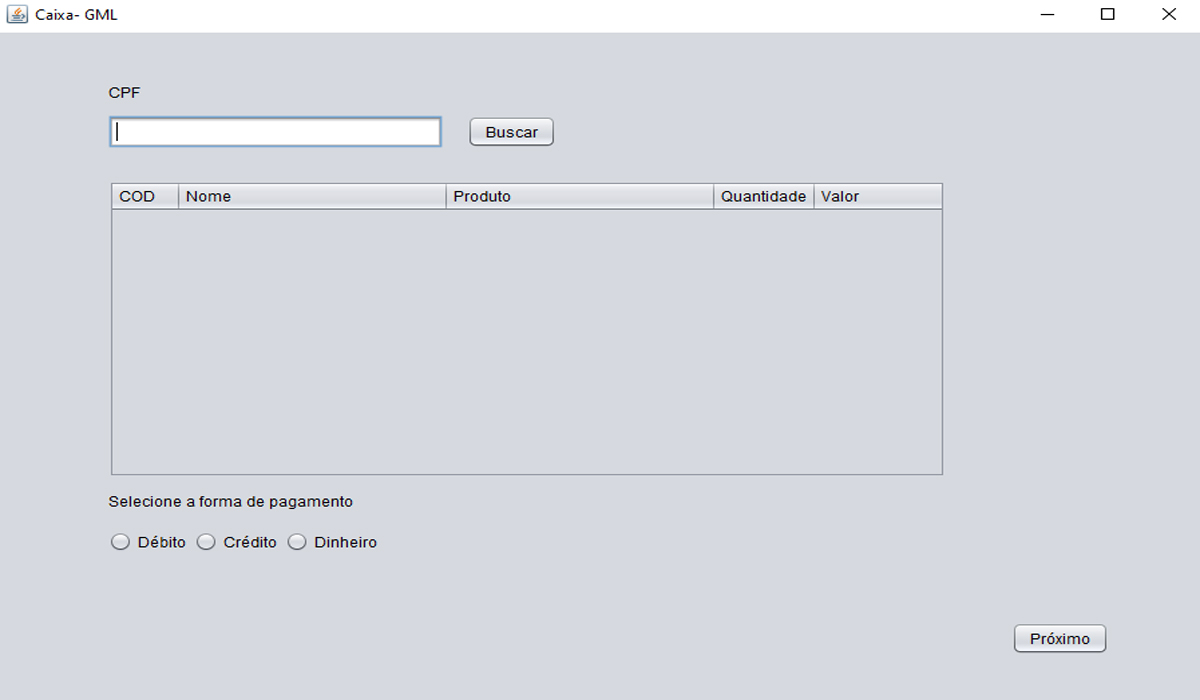 Caixa- GML
CPF
Buscar
COD Nome Produto Quantidade Valor
Selecione a forma de pagamento
Débito Crédito Dinheiro
Próximo